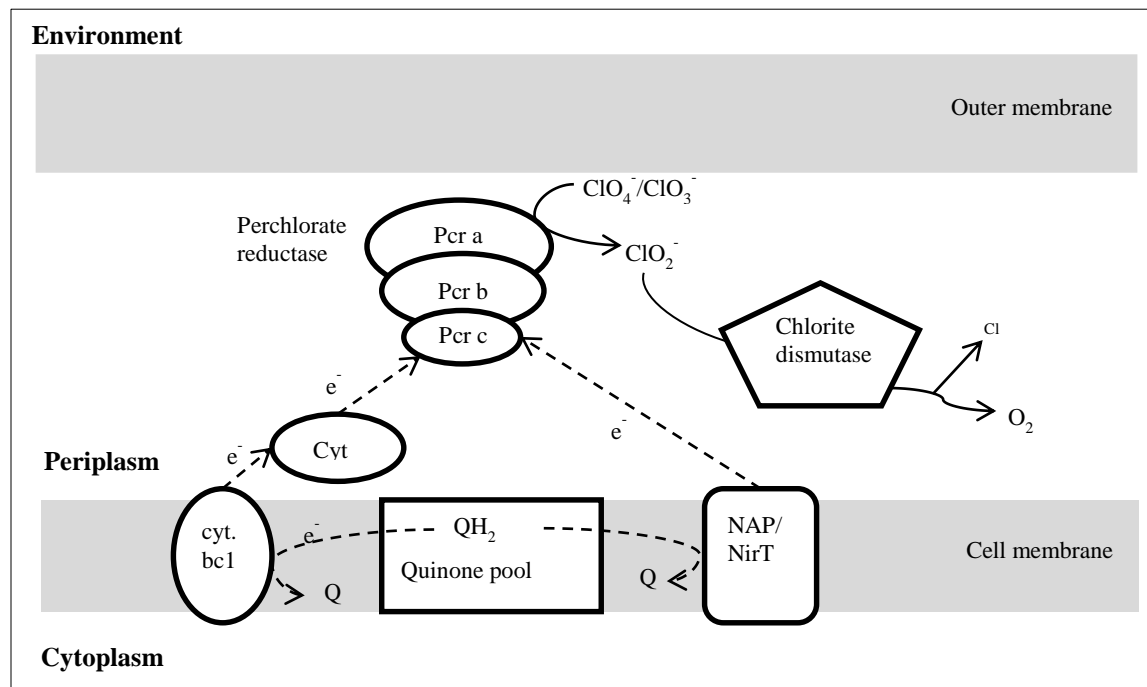 Environment
Outer membrane
ClO₄⁻/ClO₃⁻
Perchlorate
reductase
Pcr a
ClO₂⁻
Pcr b
Pcr c
Chlorite
dismutase
Cl
O₂
e⁻
e⁻
Cyt
Periplasm
e⁻
cyt.
bc1
e⁻
QH₂
Quinone pool
Q
Q
NAP/
NirT
Cell membrane
Cytoplasm